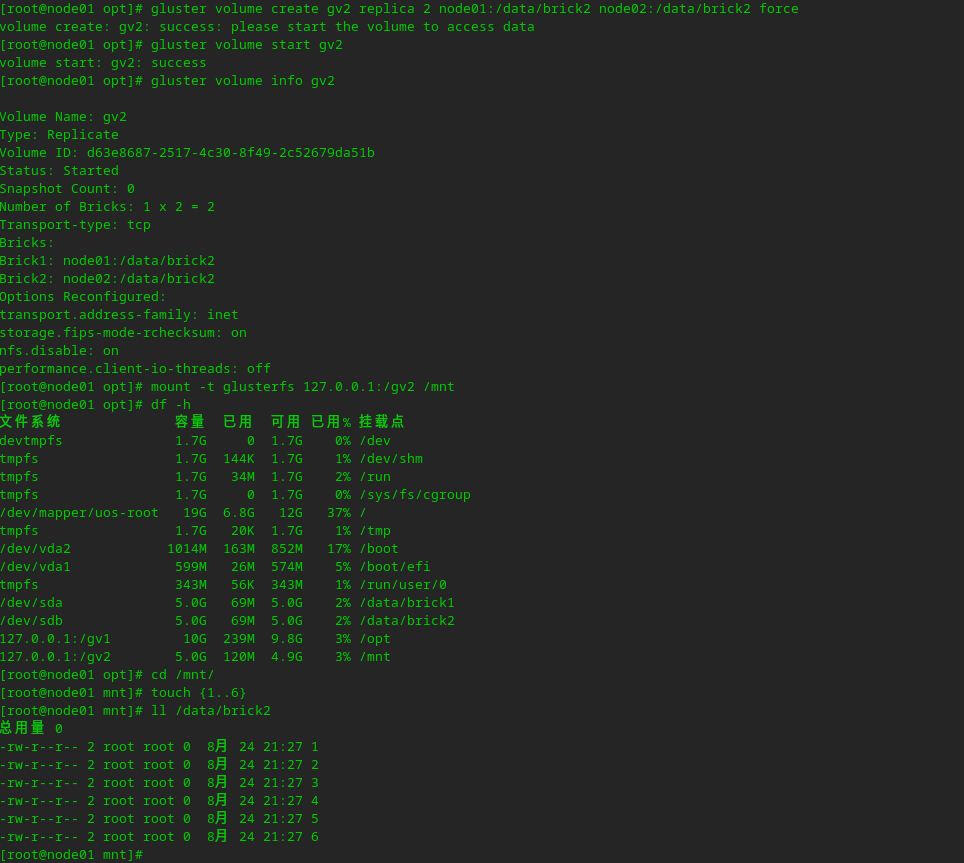 [root@node01 opt]# gluster volume create gv2 replica 2 node01:/data/brick2 node02:/data/brick2 force
volume create: gv2: success: please start the volume to access data
[root@node01 opt]# gluster volume start gv2
volume start: gv2: success
[root@node01 opt]# gluster volume info gv2
Volume Name: gv2
Type: Replicate
Volume ID: d63e8687-2517-4c30-8f49-2c52679da51b
Status: Started
Snapshot Count: 0
Number of Bricks: 1 x 2 = 2
Transport-type: tcp
Bricks:
Brick1: node01:/data/brick2
Brick2: node02:/data/brick2
Options Reconfigured:
transport.address-family: inet
storage.fips-mode-rchecksum: on
nfs.disable: on
performance.client-io-threads: off
[root@node01 opt]# mount -t glusterfs 127.0.0.1:/gv2 /mnt
[root@node01 opt]# df -h
文件系统 容量 已用 可用 已用% 挂载点
devtmpfs 1.7G 0 1.7G 0% /dev
tmpfs 1.7G 144K 1.7G 1% /dev/shm
tmpfs 1.7G 34M 1.7G 2% /run
tmpfs 1.7G 0 1.7G 0% /sys/fs/cgroup
/dev/mapper/uos-root 19G 6.8G 12G 37% /
tmpfs 1.7G 20K 1.7G 1% /tmp
/dev/vda2 1014M 163M 852M 17% /boot
/dev/vda1 599M 26M 574M 5% /boot/efi
tmpfs 343M 56K 343M 1% /run/user/0
/dev/sda 5.0G 69M 5.0G 2% /data/brick1
/dev/sdb 5.0G 69M 5.0G 2% /data/brick2
127.0.0.1:/gv1 10G 239M 9.8G 3% /opt
127.0.0.1:/gv2 5.0G 120M 4.9G 3% /mnt
[root@node01 opt]# cd /mnt/
[root@node01 mnt]# touch {1..6}
[root@node01 mnt]# ll /data/brick2
总用量 0
-rw-r--r-- 2 root root 0 8月 24 21:27 1
-rw-r--r-- 2 root root 0 8月 24 21:27 2
-rw-r--r-- 2 root root 0 8月 24 21:27 3
-rw-r--r-- 2 root root 0 8月 24 21:27 4
-rw-r--r-- 2 root root 0 8月 24 21:27 5
-rw-r--r-- 2 root root 0 8月 24 21:27 6
[root@node01 mnt]#